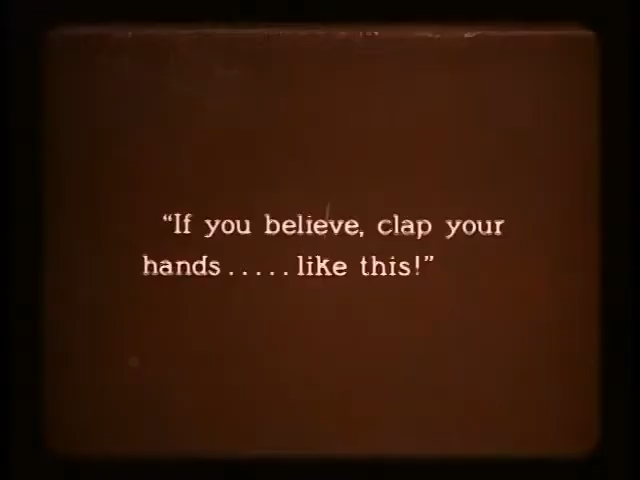 “If you believe, clap your
hands.....like this!”